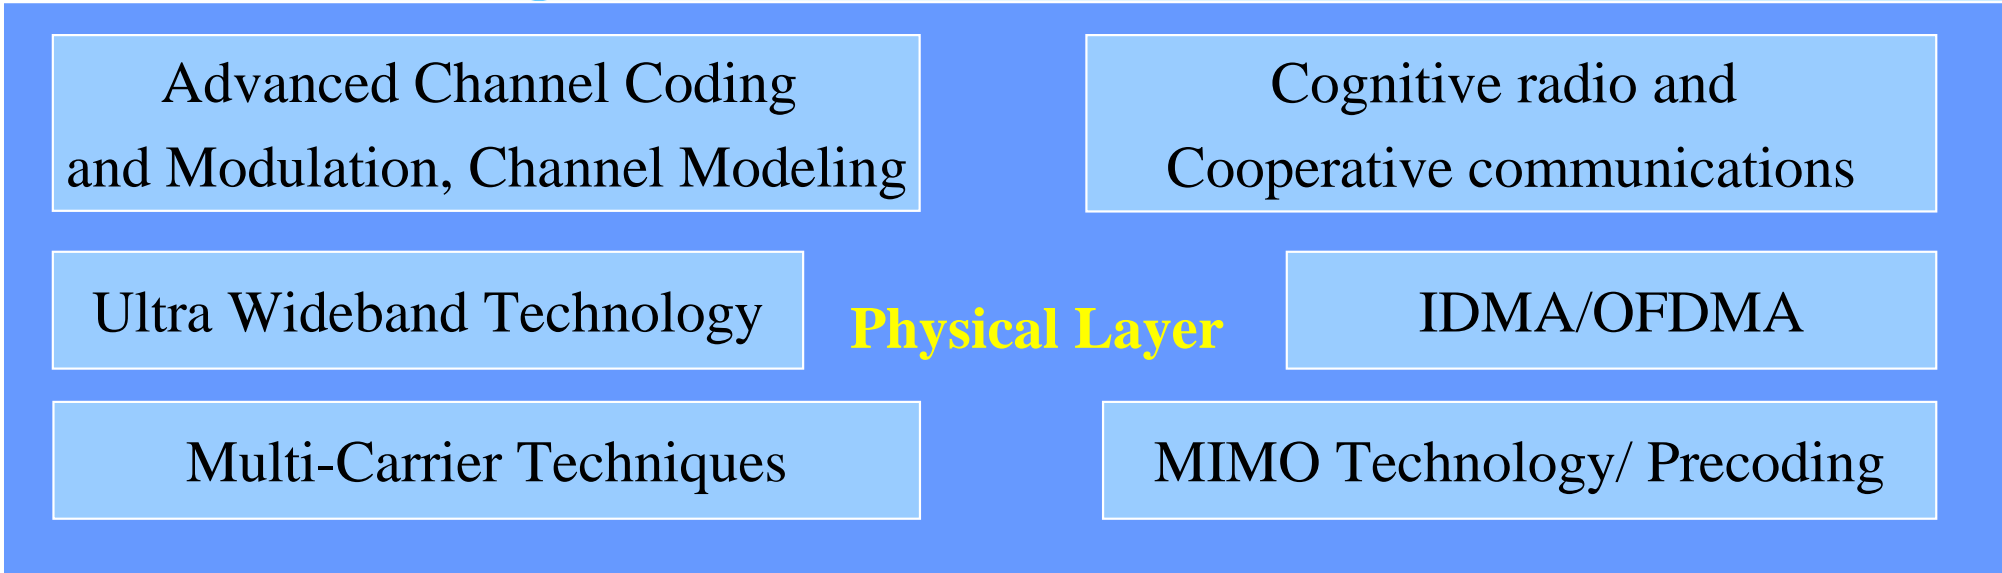 Advanced Channel Coding
and Modulation, Channel Modeling
Cognitive radio and
Cooperative communications
Ultra Wideband Technology
Physical Layer
IDMA/OFDMA
Multi-Carrier Techniques
MIMO Technology/ Precoding